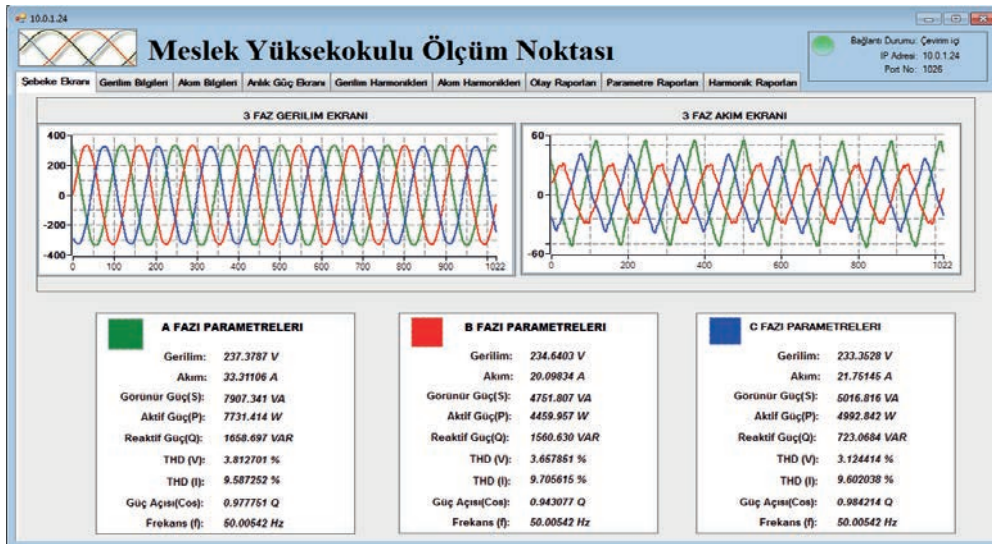 10.0.1.24
Meslek Yüksekokulu Ölçüm Noktası
Bağlantı Durumu: Çevirim içi
IP Adresi: 10.0.1.24
Port No: 1026
Şebeke Ekranı Gerilim Bilgileri Akım Bilgileri Anlık Güç Ekranı Gerilim Harmonikleri Akım Harmonikleri Olay Raporları Parametre Raporları Harmonik Raporları
3 FAZ GERILIM EKRANI
400
200
0
-200
-400
0 100 200 300 400 500 600 700 800 900 1022
3 FAZ AKIM EKRANI
60
0
-60
0 200 400 600 800 1022
A FAZI PARAMETRELERI
Gerilim: 237.3787 V
Akım: 33.31106 A
Görünür Güç(S): 7907.341 VA
Aktif Güç(P): 7731.414 W
Reaktif Güç(Q): 1658.697 VAR
THD (V): 3.812701 %
THD (I): 9.587252 %
Güç Açısı(Cos): 0.977751 Q
Frekans (f): 50.00542 Hz
B FAZI PARAMETRELERI
Gerilim: 234.6403 V
Akım: 20.09834 A
Görünür Güç(S): 4751.807 VA
Aktif Güç(P): 4459.957 W
Reaktif Güç(Q): 1560.630 VAR
THD (V): 3.657851 %
THD (I): 9.705615 %
Güç Açısı(Cos): 0.943077 Q
Frekans (f): 50.00542 Hz
C FAZI PARAMETRELERI
Gerilim: 233.3528 V
Akım: 21.75145 A
Görünür Güç(S): 5016.816 VA
Aktif Güç(P): 4992.842 W
Reaktif Güç(Q): 723.0684 VAR
THD (V): 3.124414 %
THD (I): 9.602038 %
Güç Açısı(Cos): 0.984214 Q
Frekans (f): 50.00542 Hz